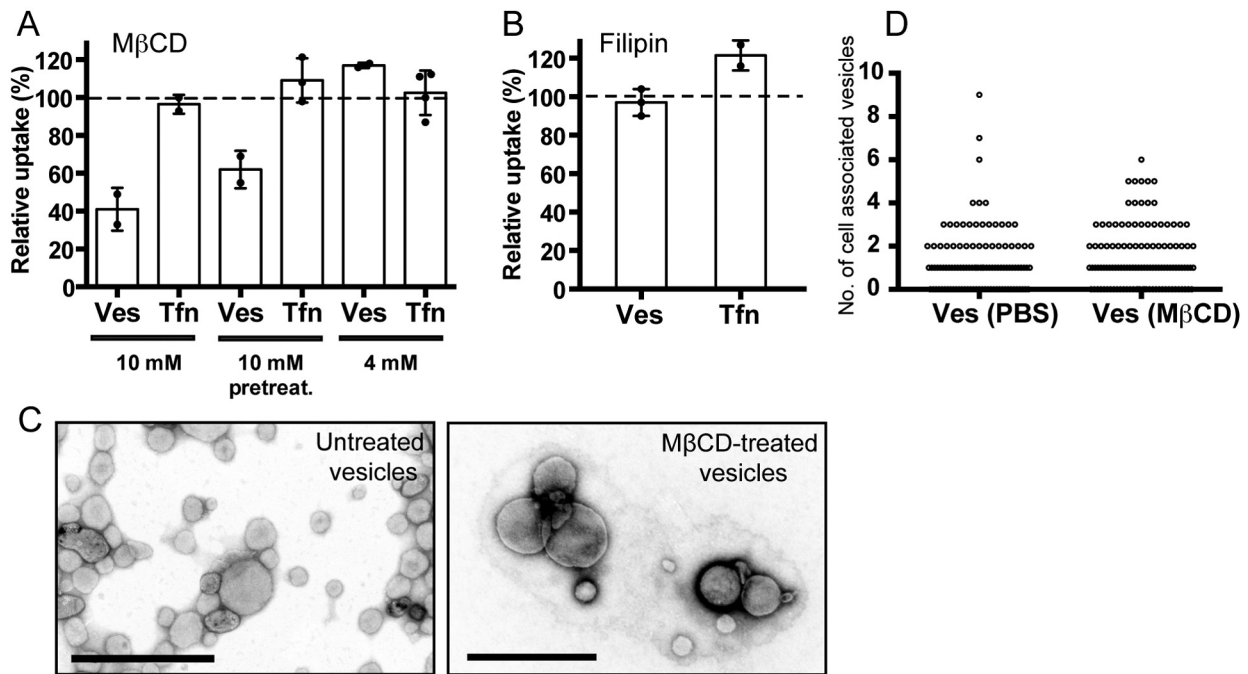 A
MβCD
Relative uptake (%)
120
100
80
60
40
20
0
Ves Tfn Ves Tfn Ves Tfn
10 mM
10 mM
pretreat.
4 mM
B
Filipin
Relative uptake (%)
120
100
80
60
40
20
0
Ves Tfn
D
No. of cell associated vesicles
10
8
6
4
2
0
Ves (PBS) Ves (MβCD)
C
Untreated
vesicles
MβCD-treated
vesicles